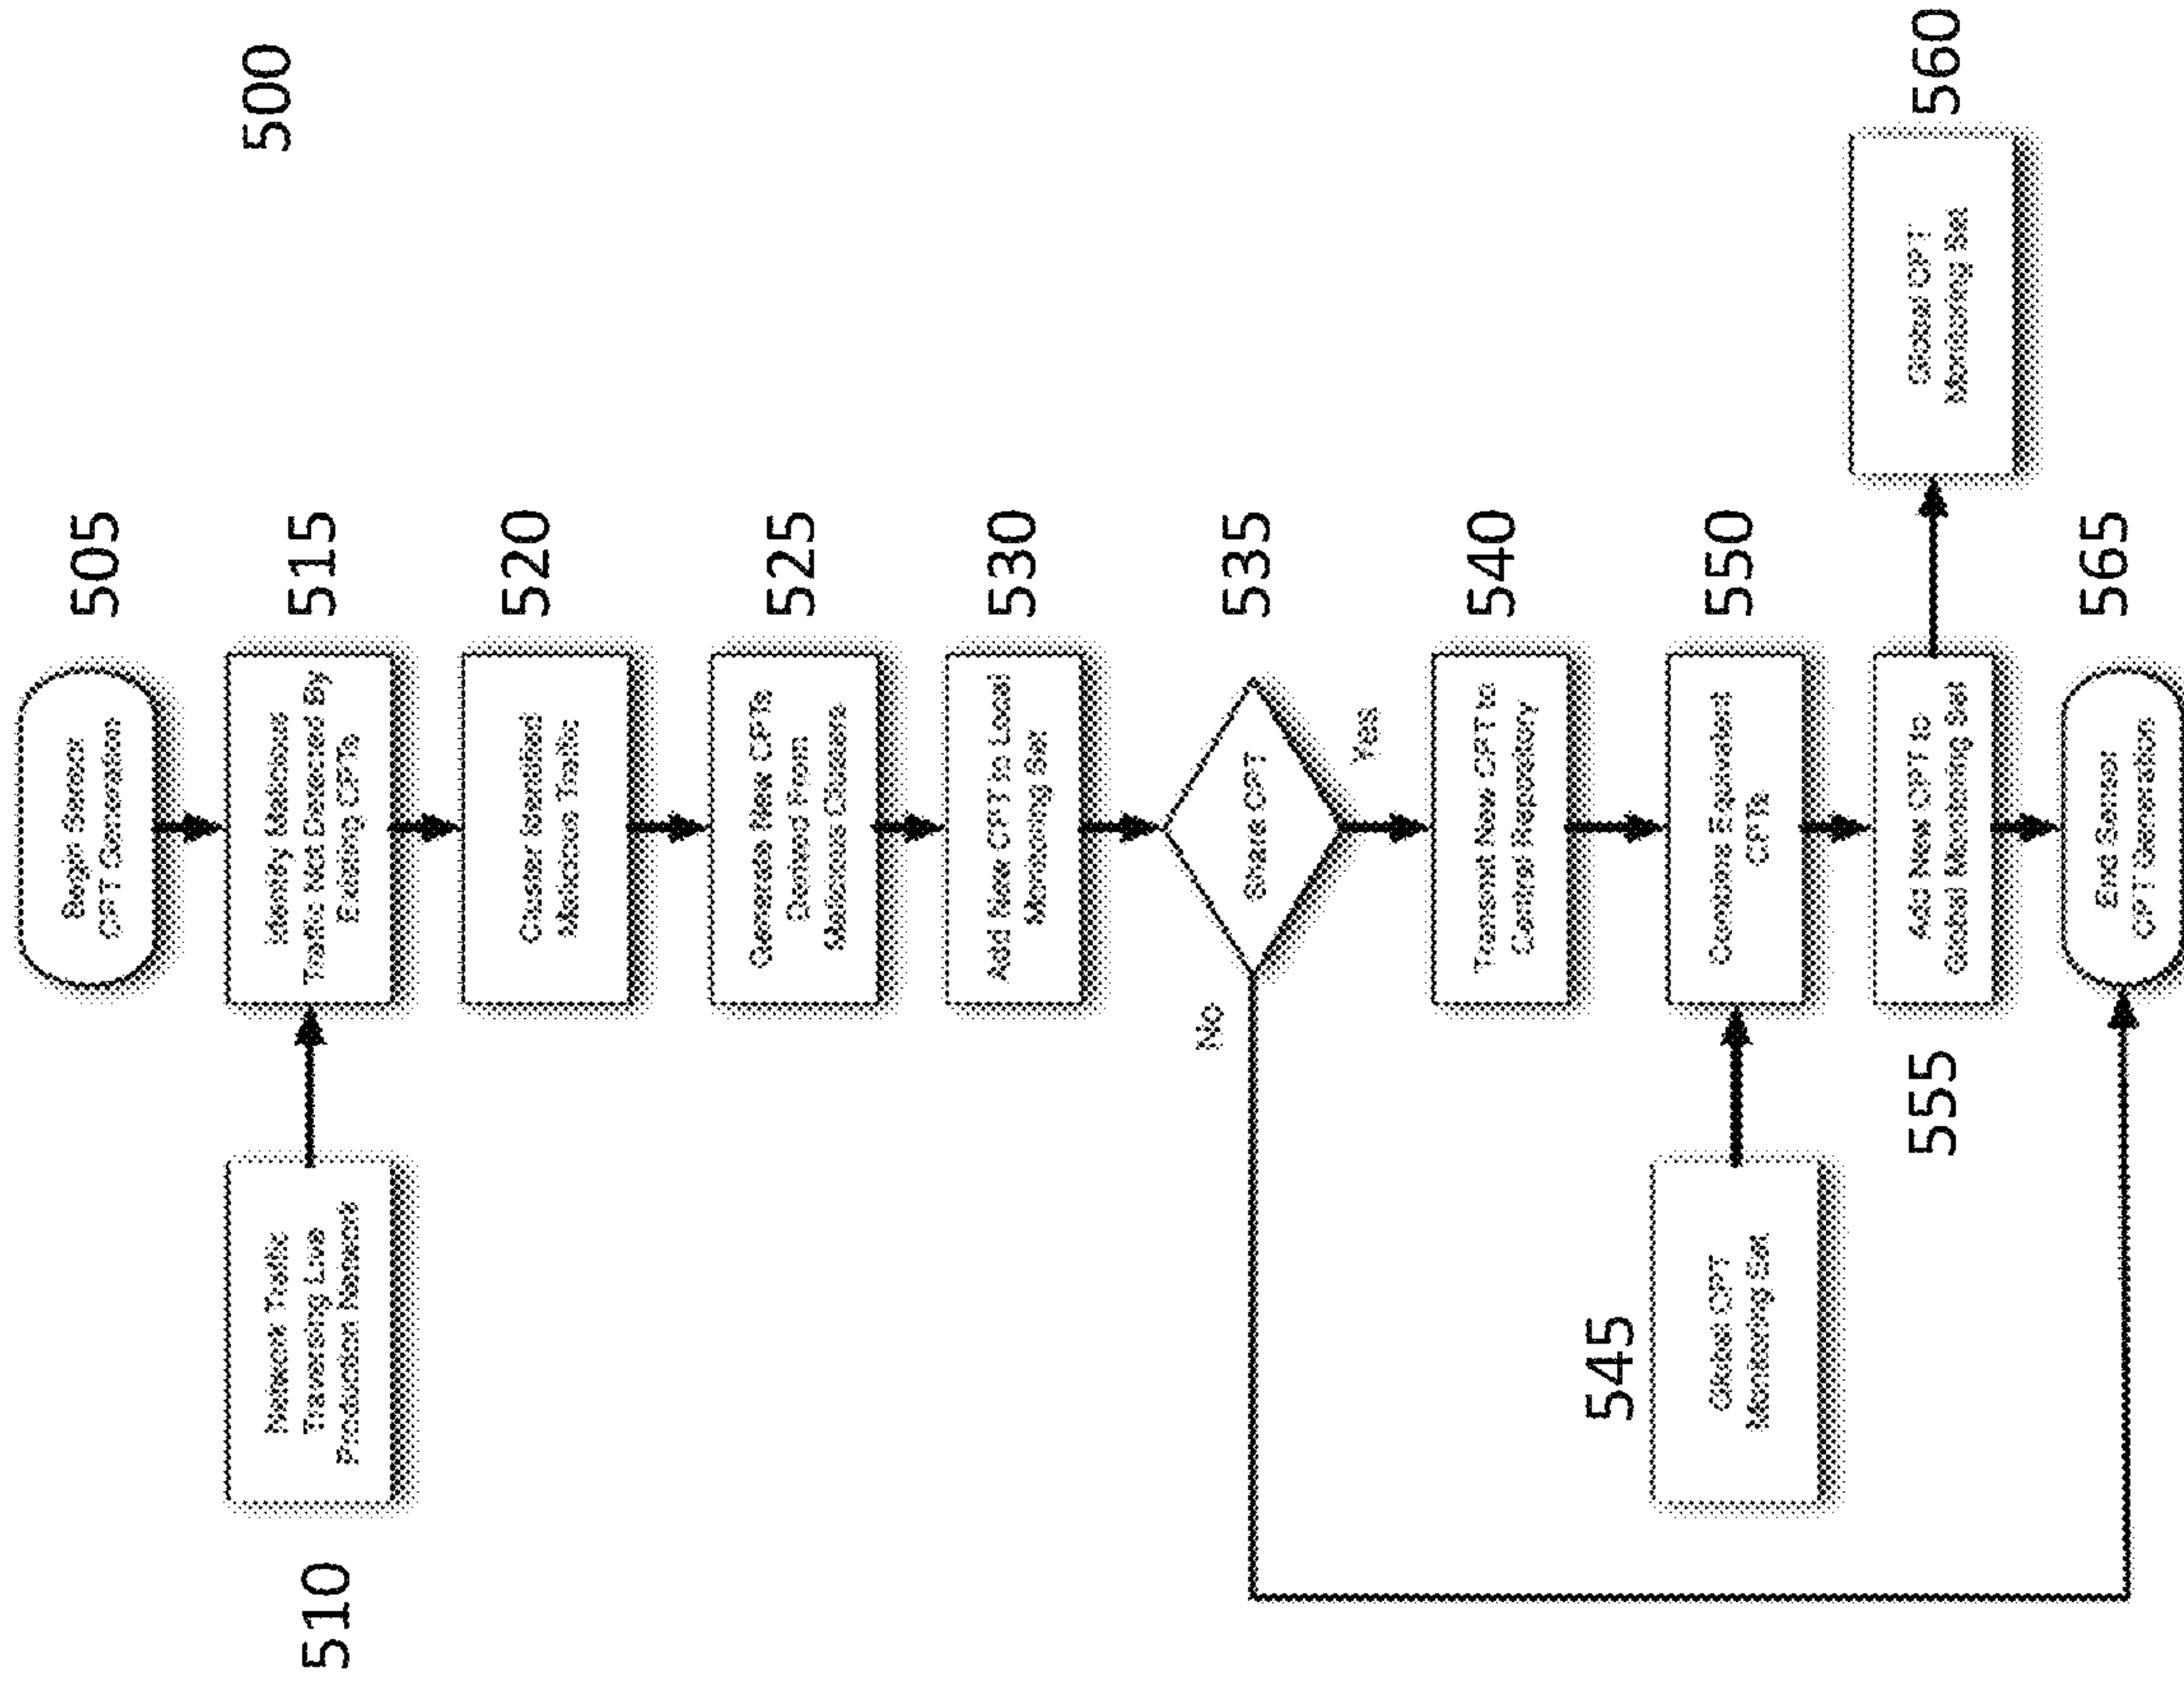 500
505
Begin Sensor
CPT Generation
510
Network Traffic
Traversing Live
Production Network
515
Identify Malicious
Traffic Not Detected By
Existing CPTs
520
Cluster Identified
Malicious Traffic
525
Generate New CPTs
Derived From
Malicious Clusters
530
Add New CPT to Local
Monitoring Set
535
Share CPT
No
Yes
540
Transmit New CPT to
Central Repository
545
Global CPT
Monitoring Set
550
Combine Equivalent
CPTs
555
Add New CPT to
Global Monitoring Set
560
Global CPT
Monitoring Set
565
End Sensor
CPT Generation